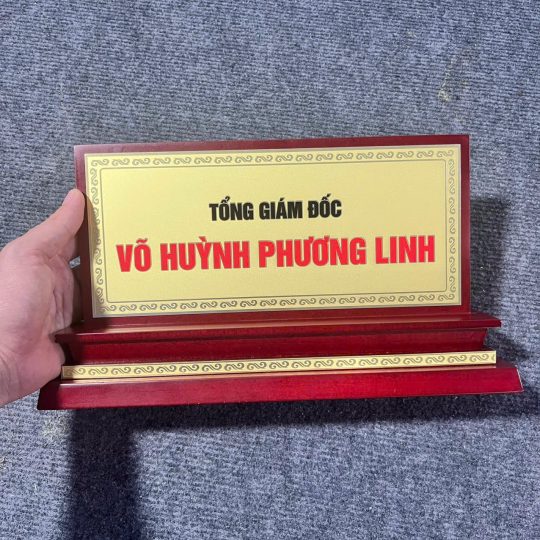 TỔNG GIÁM ĐỐC
VÕ HUỲNH PHƯƠNG LINH